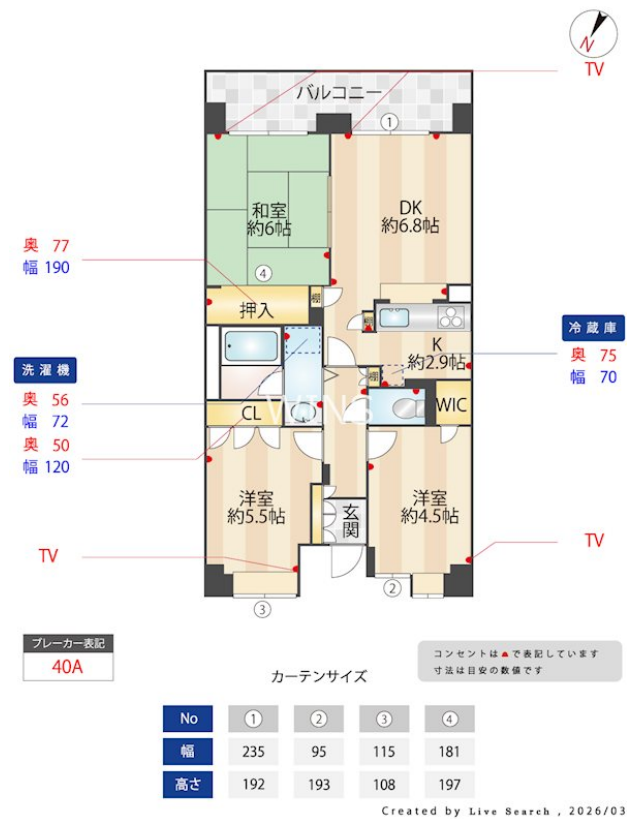 N
TV
バルコニー
①
和室
約6帖
DK
約6.8帖
奥 77
幅 190
④
押入
棚
棚
冷蔵庫
奥 75
幅 70
K
約2.9帖
洗濯機
奥 56
幅 72
奥 50
幅 120
棚
CL
WIC
WING
洋室
約5.5帖
玄関
洋室
約4.5帖
TV
TV
②
③
ブレーカー表記
40A
コンセントは で表記しています
寸法は目安の数値です
カーテンサイズ
No ① ② ③ ④
幅 235 95 115 181
高さ 192 193 108 197
Created by Live Search , 2026/03